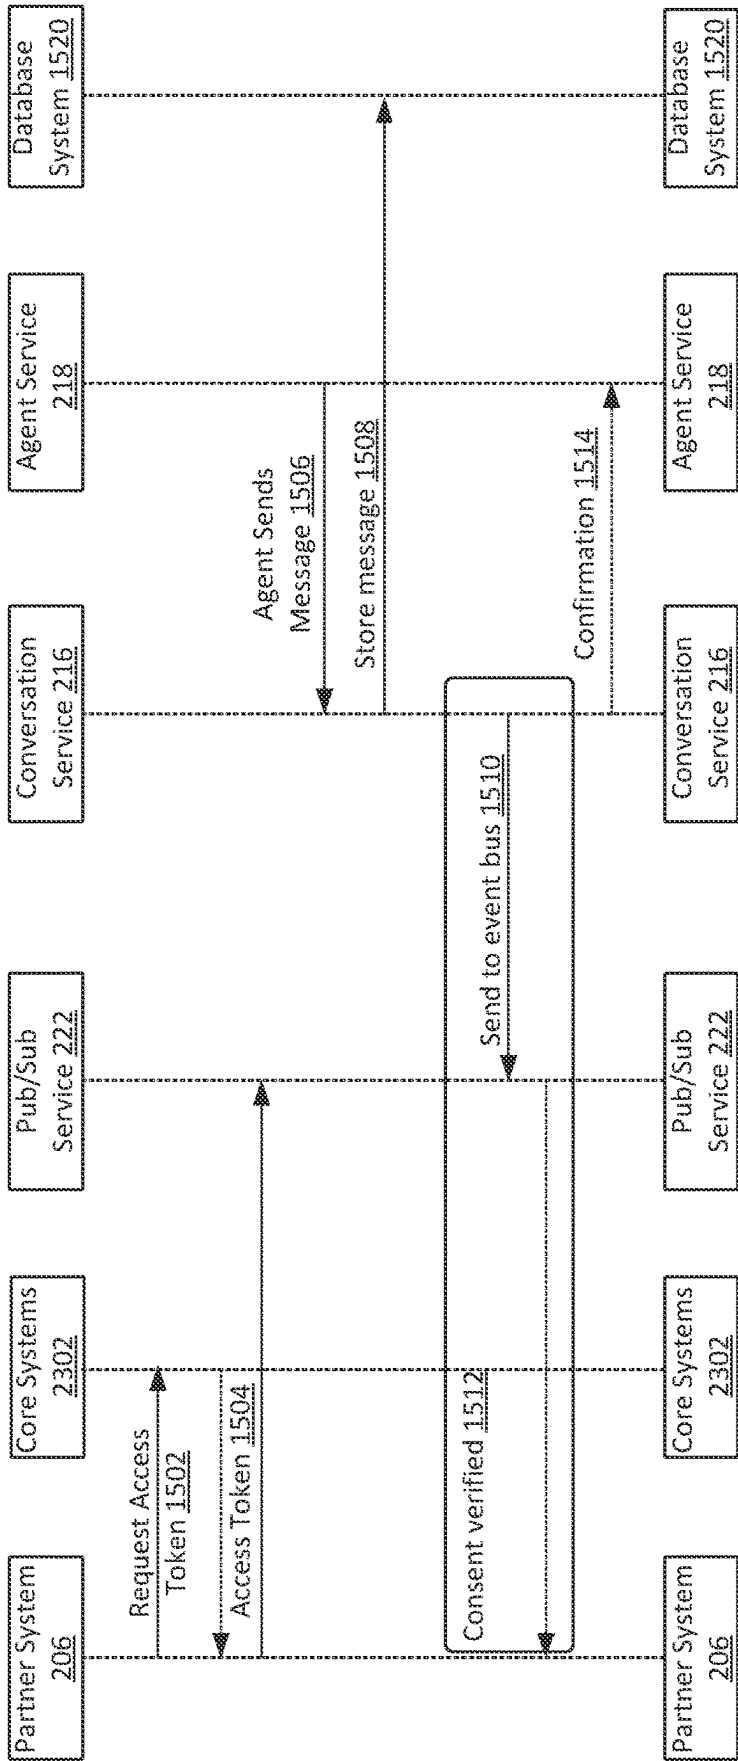 Partner System
206
Core Systems
2302
Pub/Sub
Service 222
Conversation
Service 216
Agent Service
218
Database
System 1520
Request Access
Token 1502
Access Token 1504
Agent Sends
Message 1506
Store message 1508
Send to event bus 1510
Consent verified 1512
Confirmation 1514
Partner System
206
Core Systems
2302
Pub/Sub
Service 222
Conversation
Service 216
Agent Service
218
Database
System 1520